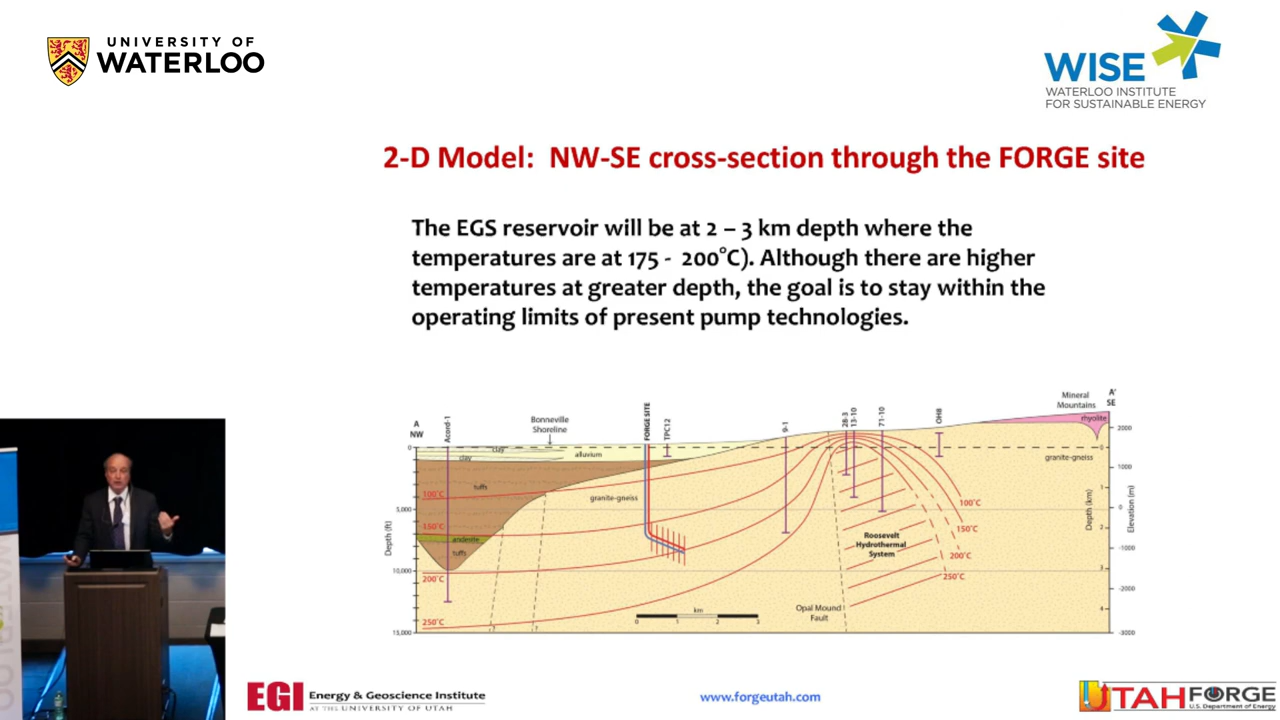 UNIVERSITY OF
WATERLOO
WISE
WATERLOO INSTITUTE
FOR SUSTAINABLE ENERGY
2-D Model: NW-SE cross-section through the FORGE site
The EGS reservoir will be at 2 – 3 km depth where the
temperatures are at 175 - 200°C). Although there are higher
temperatures at greater depth, the goal is to stay within the
operating limits of present pump technologies.
A
NW
Acord-1
Bonneville
Shoreline
FORGE SITE
TPC12
9-1
28-3
13-10
71-10
OH8
Mineral
Mountains
A'
SE
rhyolite
clay
clay
alluvium
tuffs
granite-gneiss
granite-gneiss
andesite
tuffs
100°C
150°C
200°C
250°C
100°C
150°C
200°C
250°C
Roosevelt
Hydrothermal
System
Opal Mound
Fault
km
0 1 2 3
? ?
Depth (ft)
0
5,000
10,000
15,000
Depth (km)
0
1
2
3
4
Elevation (m)
2000
1000
0
-1000
-2000
-3000
EGI Energy & Geoscience Institute
AT THE UNIVERSITY OF UTAH
www.forgeutah.com
UTAH FORGE
U.S. Department of Energy